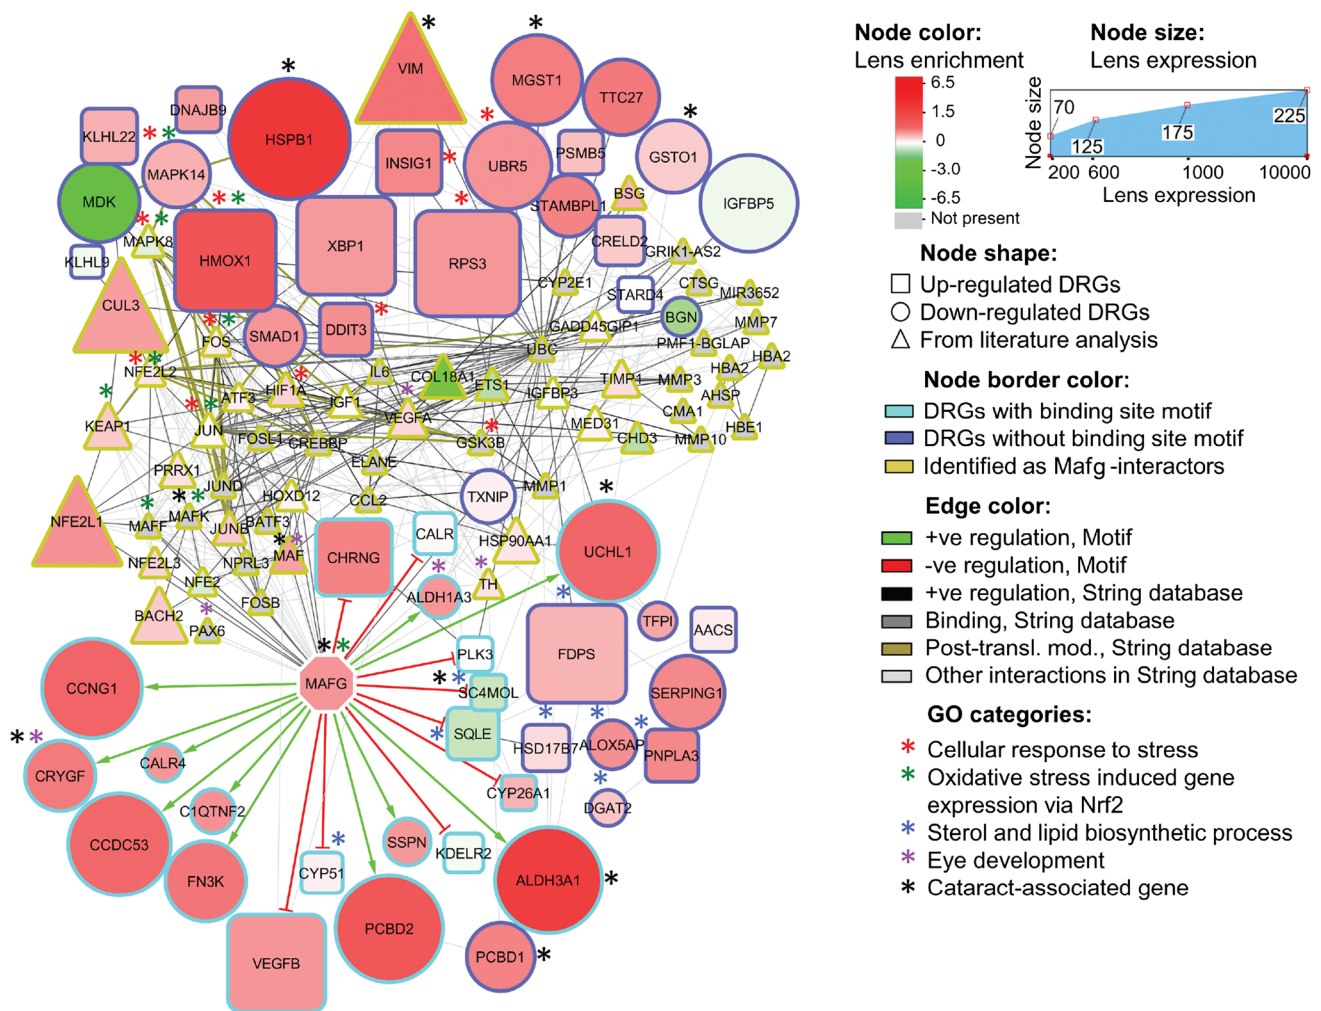 VIM
*
*
MGST1
TTC27
*
HSPB1
DNAJB9
KLHL22
* *
MAPK14
MDK
* *
* *
MAPK8
KLHL9
HMOX1
INSIG1
*
*
UBR5
*
PSMB5
*
GSTO1
STAMBPL1
BSG
IGFBP5
XBP1
RPS3
CRELD2
GRIK1-AS2
CUL3
CYP2E1
CTSG
STARD4
MIR3652
* *
FOS
SMAD1
DDIT3
*
GADD45GIP1
BGN
MMP7
UBC
PMF1-BGLAP
HBA2
* *
NFE2L2
HIF1A
*
IL6
COL18A1
ETS1
IGFBP3
TIMP1
MMP3
HBA2
AHSP
*
KEAP1
* *
ATF3
IGF1
*
VEGFA
CMA1
JUN
FOSL1
CREBBP
GSK3B
*
MED31
CHD3
MMP10
HBE1
PRRX1
ELANE
JUND
HOXD12
CCL2
TXNIP
MMP1
*
NFE2L1
*
MAFF
* *
MAFK
JUNB
BATF3
* *
MAF
CHRNG
CALR
HSP90AA1
UCHL1
NFE2L3
NPRL3
NFE2
*
ALDH1A3
*
TH
*
BACH2
*
PAX6
FOSB
FDPS
TFPI
AACS
* *
MAFG
PLK3
* *
SC4MOL
SERPING1
CCNG1
*
SQLE
*
HSD17B7
*
ALOX5AP
*
PNPLA3
* *
CRYGF
CALR4
CYP26A1
*
DGAT2
C1QTNF2
CCDC53
FN3K
*
CYP51
SSPN
KDELR2
ALDH3A1
*
VEGFB
PCBD2
PCBD1
*
Node color:
Lens enrichment
6.5
1.5
0
-3.0
-6.5
Not present
Node size:
Lens expression
Node size
70
125
175
225
200 600 1000 10000
Lens expression
Node shape:
Up-regulated DRGs
Down-regulated DRGs
From literature analysis
Node border color:
DRGs with binding site motif
DRGs without binding site motif
Identified as Mafg -interactors
Edge color:
+ve regulation, Motif
-ve regulation, Motif
+ve regulation, String database
Binding, String database
Post-transl. mod., String database
Other interactions in String database
GO categories:
* Cellular response to stress
* Oxidative stress induced gene
expression via Nrf2
* Sterol and lipid biosynthetic process
* Eye development
* Cataract-associated gene